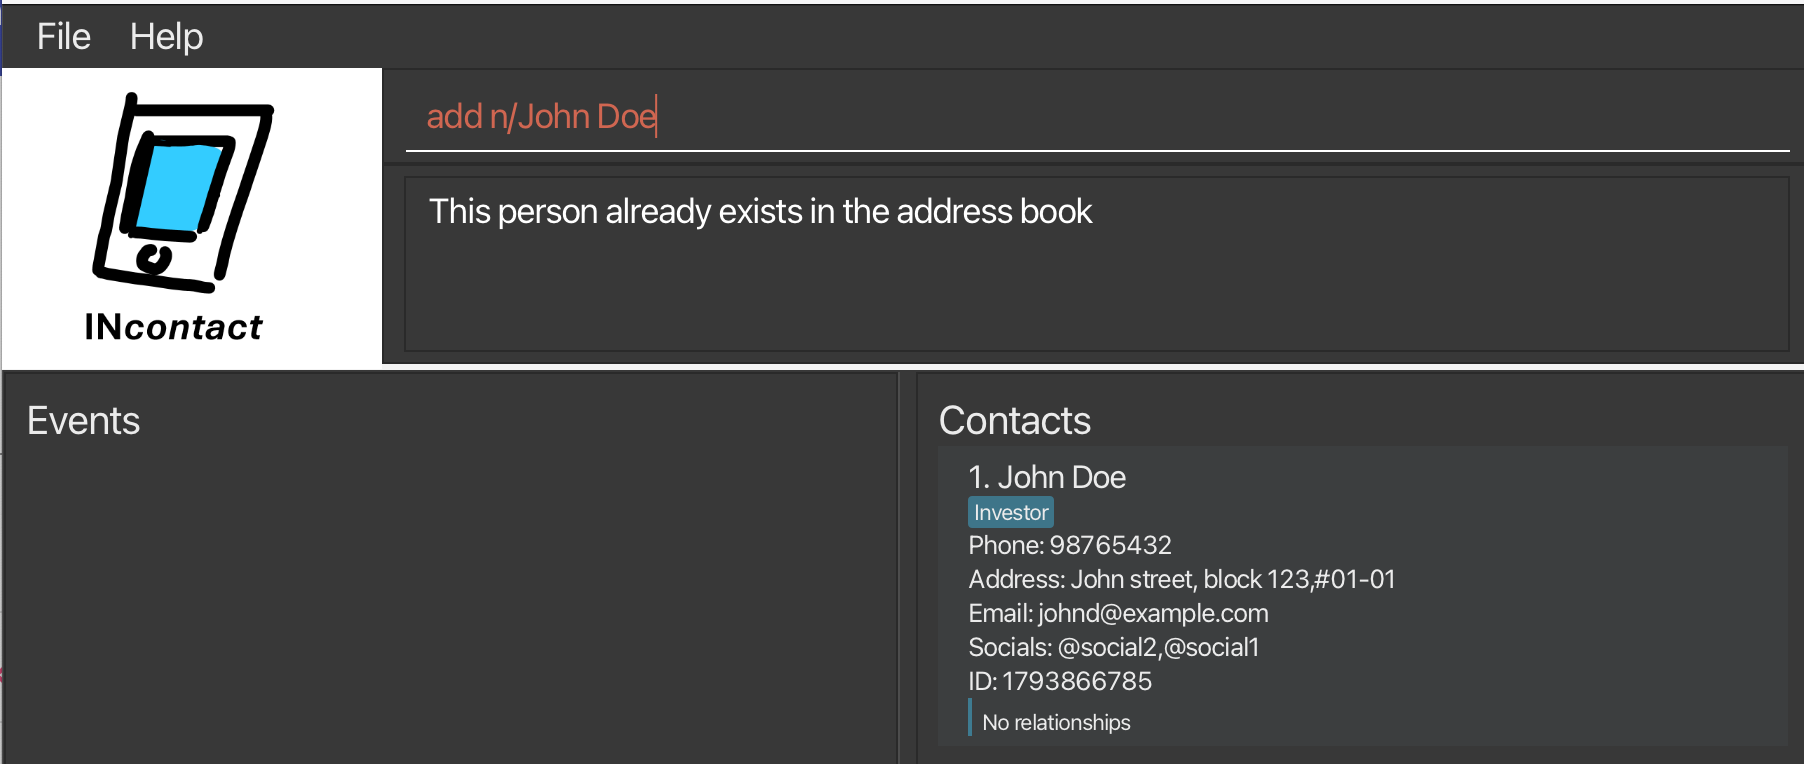 File Help
add n/John Doe
This person already exists in the address book
INcontact
Events
Contacts
1. John Doe
Investor
Phone: 98765432
Address: John street, block 123,#01-01
Email: johnd@example.com
Socials: @social2,@social1
ID: 1793866785
No relationships